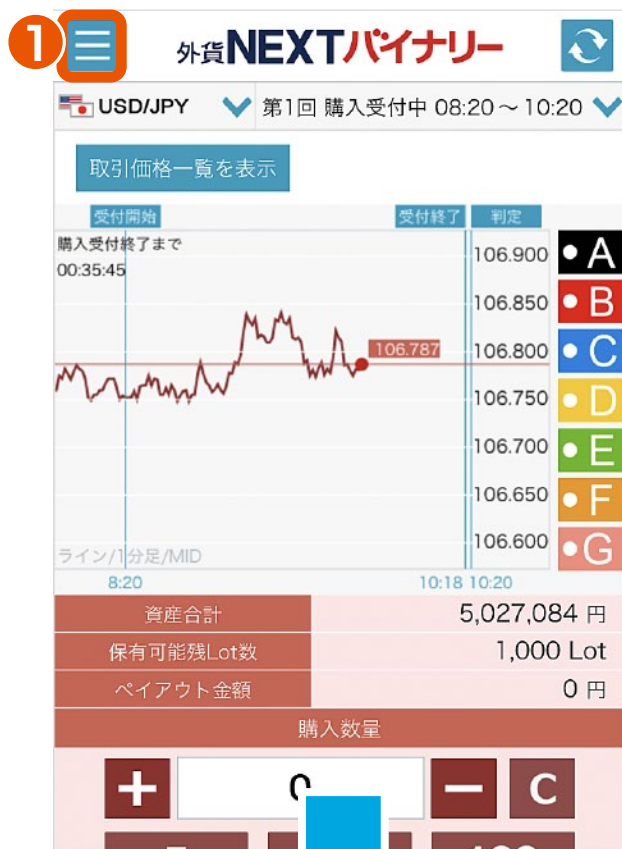 1
外貨NEXTバイナリー
USD/JPY 第1回 購入受付中 08:20～10:20
取引価格一覧を表示
受付開始 受付終了 判定
購入受付終了まで
00:35:45
106.900 A
106.850 B
106.787 106.800 C
106.750 D
106.700 E
106.650 F
106.600 G
ライン/1分足/MID
8:20 10:18 10:20
資産合計 5,027,084 円
保有可能残Lot数 1,000 Lot
ペイアウト金額 0 円
購入数量
+ 0 − C